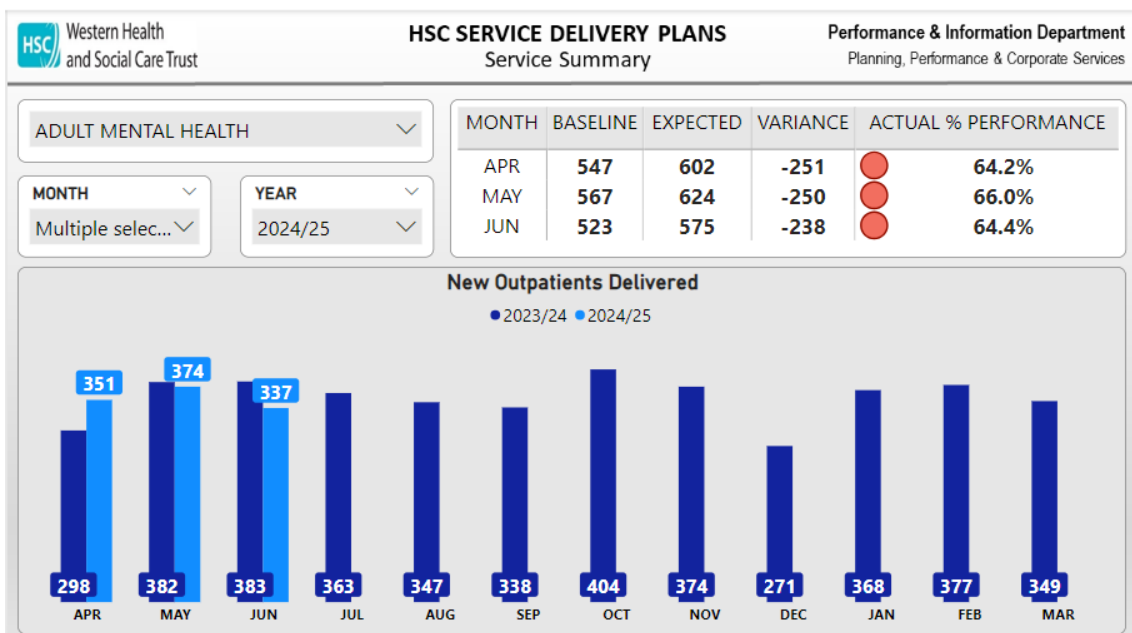 HSC
Western Health
and Social Care Trust
HSC SERVICE DELIVERY PLANS
Service Summary
Performance & Information Department
Planning, Performance & Corporate Services
ADULT MENTAL HEALTH
MONTH
Multiple selec...
YEAR
2024/25
MONTH BASELINE EXPECTED VARIANCE ACTUAL % PERFORMANCE
APR 547 602 -251 64.2%
MAY 567 624 -250 66.0%
JUN 523 575 -238 64.4%
New Outpatients Delivered
2023/24 2024/25
351 374 337
298 382 383 363 347 338 404 374 271 368 377 349
APR MAY JUN JUL AUG SEP OCT NOV DEC JAN FEB MAR